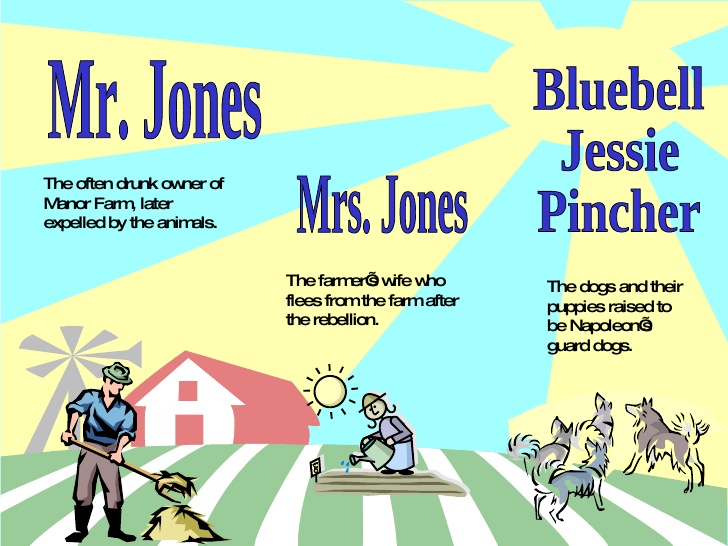 Mr. Jones
The often drunk owner of
Manor Farm, later
expelled by the animals.
Mrs. Jones
The farmerÕs wife who
flees from the farm after
the rebellion.
Bluebell
Jessie
Pincher
The dogs and their
puppies raised to
be NapoleonÕs
guard dogs.